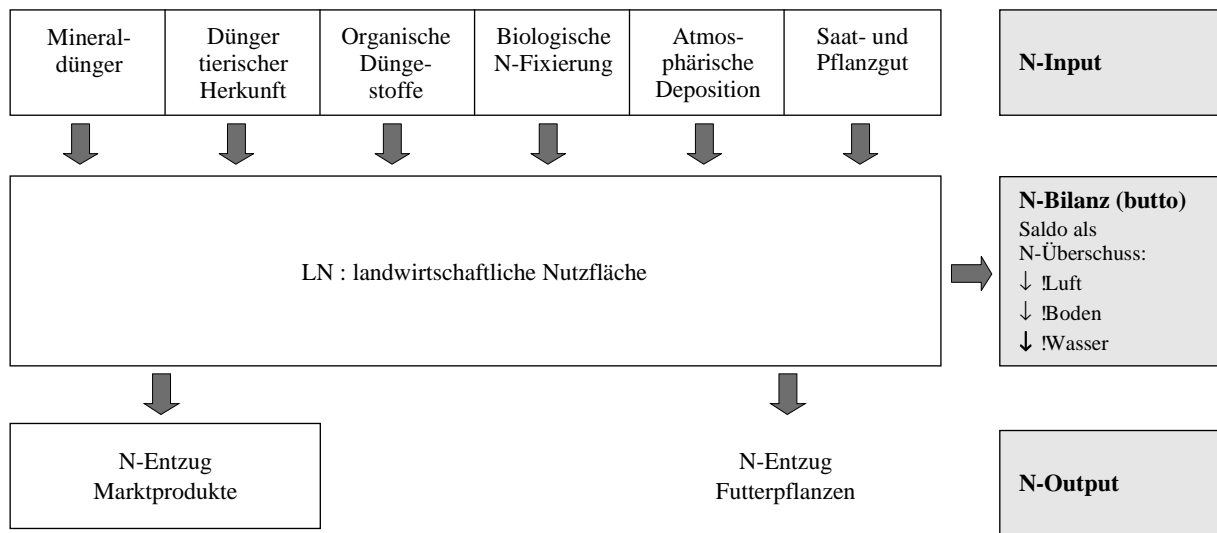 Mineral-
dünger
Dünger
tierischer
Herkunft
Organische
Dünge-
stoffe
Biologische
N-Fixierung
Atmos-
phärische
Deposition
Saat- und
Pflanzgut
N-Input
LN : landwirtschaftliche Nutzfläche
N-Bilanz (butto)
Saldo als
N-Überschuss:
↓ !Luft
↓ !Boden
↓ !Wasser
N-Entzug
Marktprodukte
N-Entzug
Futterpflanzen
N-Output